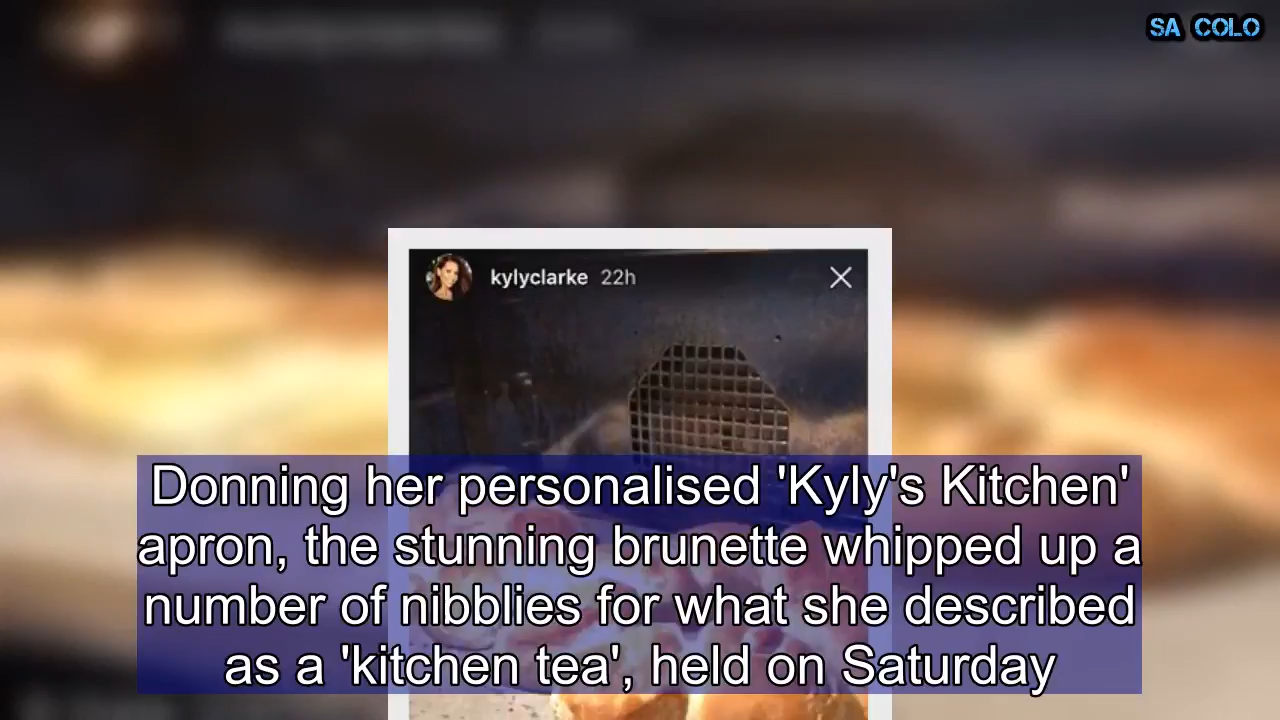 SA COLO
kylyclarke 22h
Donning her personalised 'Kyly's Kitchen'
apron, the stunning brunette whipped up a
number of nibblies for what she described
as a 'kitchen tea', held on Saturday